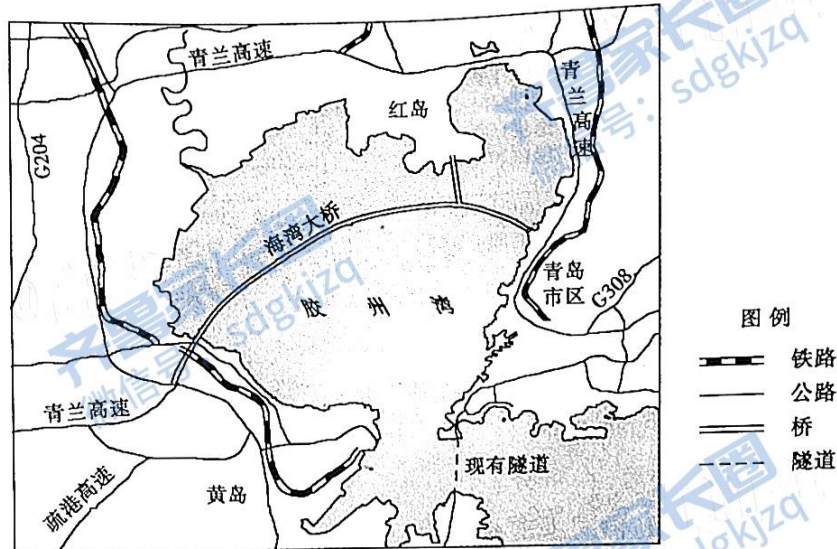 青兰高速
红岛
青兰高速
G204
海湾大桥
胶州湾
青岛
市区
G308
青兰高速
现有隧道
疏港高速
黄岛
图例
铁路
公路
桥
隧道
齐鲁家长圈
微信号：sdgkjzq
齐鲁家长圈
微信号：sdgkjzq